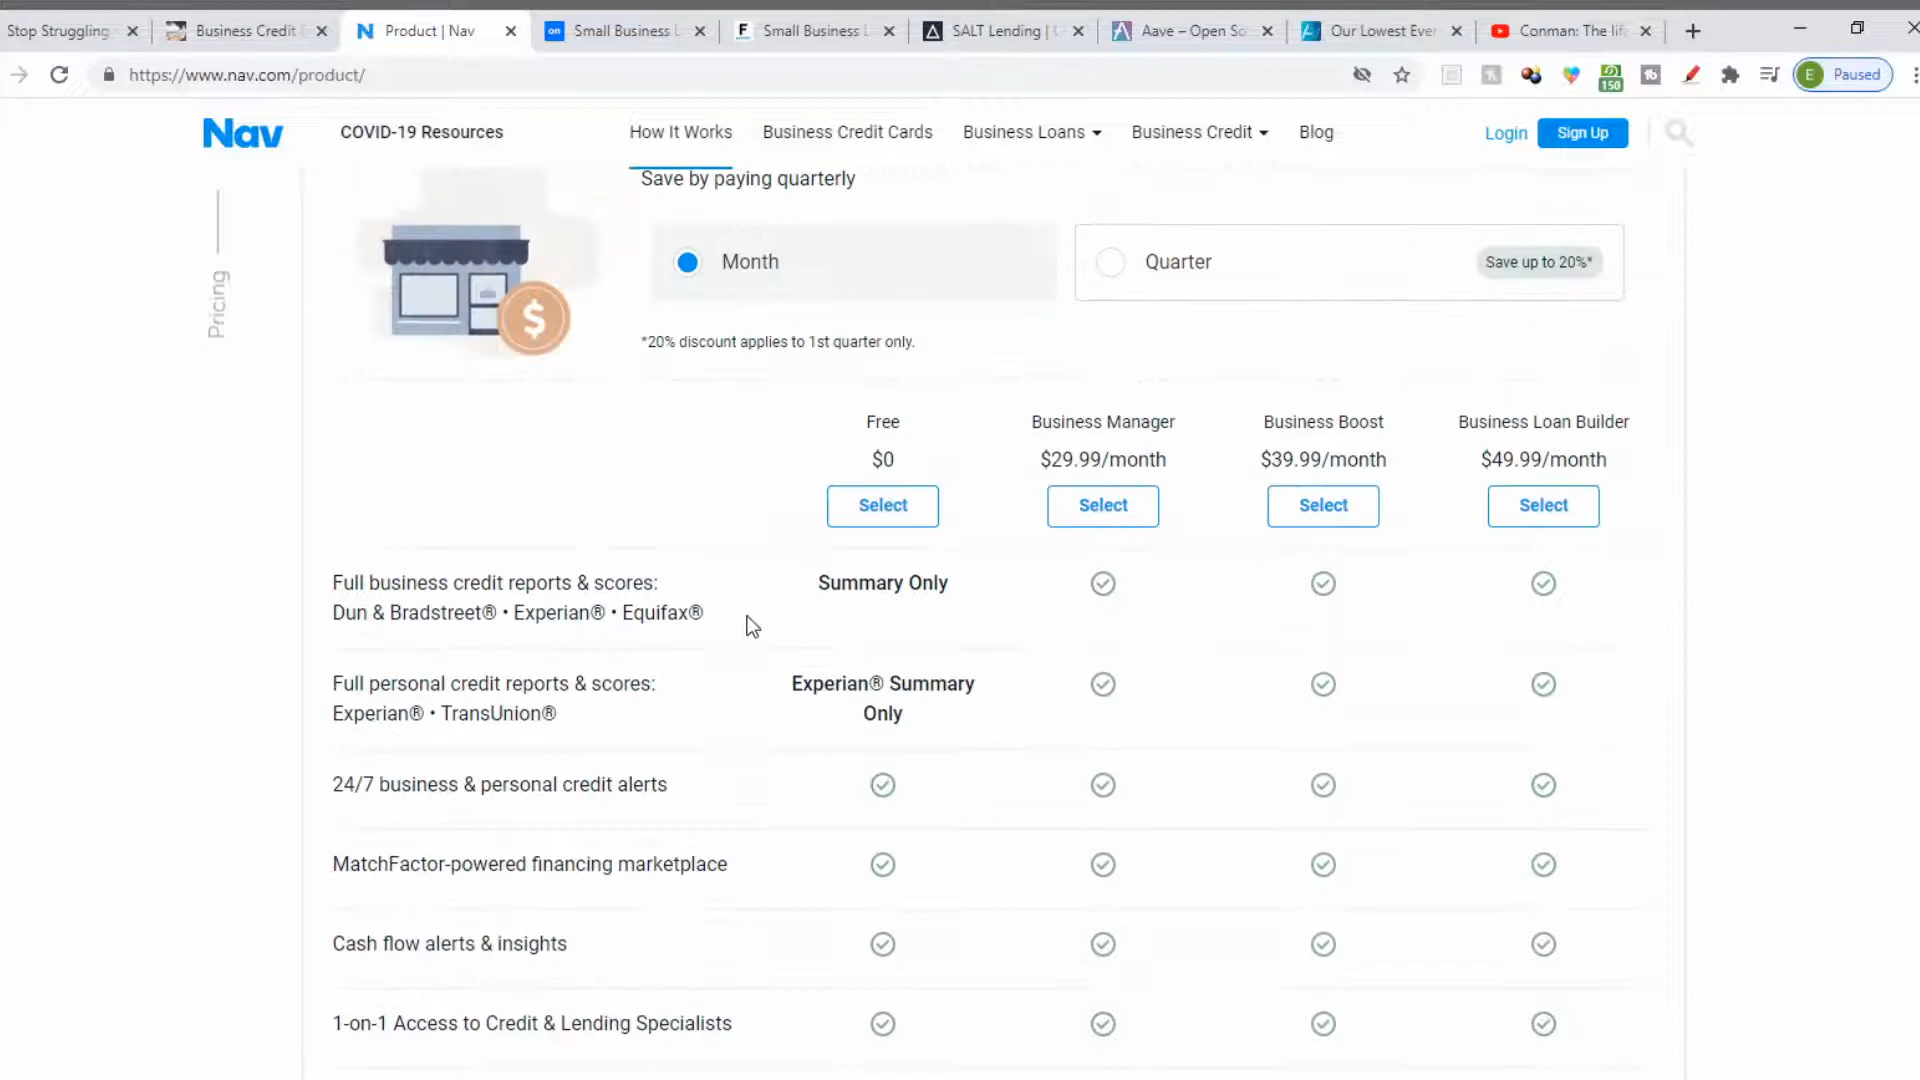 Stop Struggling
Business Credit
Product | Nav
on
Small Business
F
Small Business
SALT Lending |
Aave – Open So
Our Lowest Ever
Conman: The life
https://www.nav.com/product/
150
E
Paused
Nav
COVID-19 Resources
How It Works
Business Credit Cards
Business Loans
Business Credit
Blog
Login
Sign Up
Pricing
Save by paying quarterly
Month
Quarter
Save up to 20%*
$
*20% discount applies to 1st quarter only.
Free
Business Manager
Business Boost
Business Loan Builder
$0
$29.99/month
$39.99/month
$49.99/month
Select
Select
Select
Select
Full business credit reports & scores:
Dun & Bradstreet® • Experian® • Equifax®
Summary Only
Full personal credit reports & scores:
Experian® • TransUnion®
Experian® Summary
Only
24/7 business & personal credit alerts
MatchFactor-powered financing marketplace
Cash flow alerts & insights
1-on-1 Access to Credit & Lending Specialists